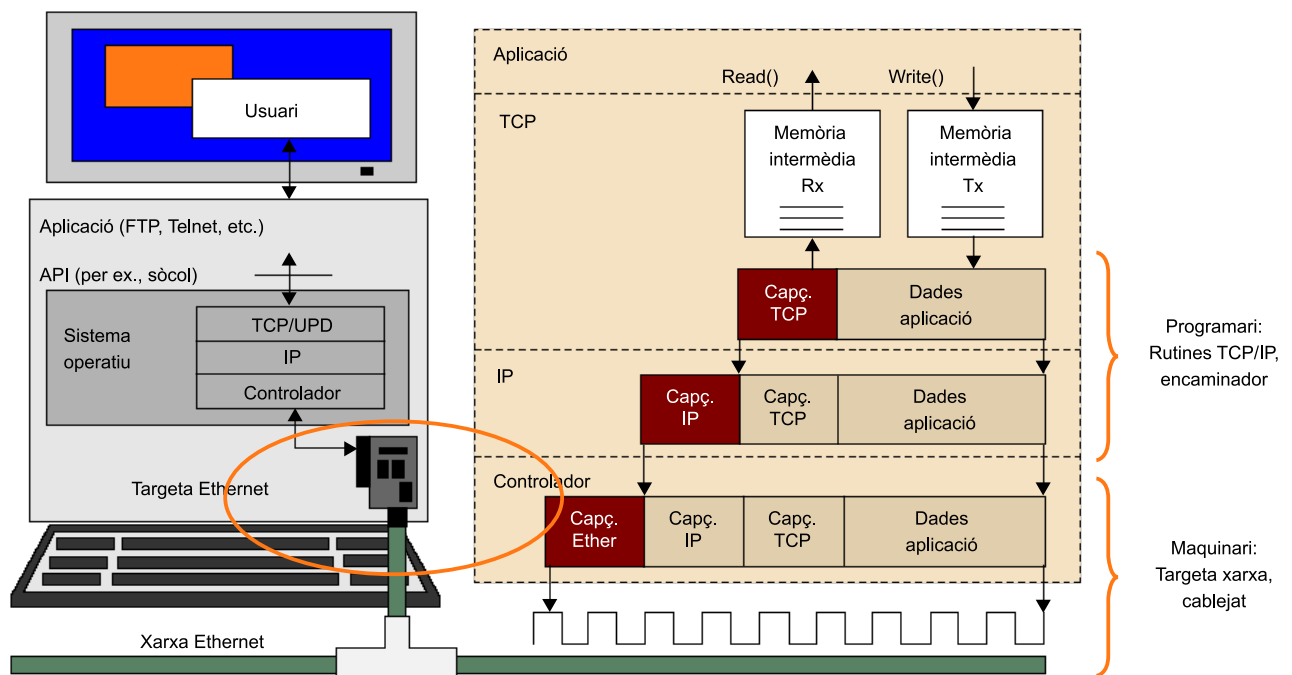 Usuari
Aplicació (FTP, Telnet, etc.)
API (per ex., sòcol)
Sistema
operatiu
TCP/UPD
IP
Controlador
Targeta Ethernet
Xarxa Ethernet
Aplicació
Read()
Write()
TCP
Memòria
intermèdia
Rx
Memòria
intermèdia
Tx
Capç.
TCP
Dades
aplicació
IP
Capç.
IP
Capç.
TCP
Dades
aplicació
Controlador
Capç.
Ether
Capç.
IP
Capç.
TCP
Dades
aplicació
Programari:
Rutines TCP/IP,
encaminador
Maquinari:
Targeta xarxa,
cablejat